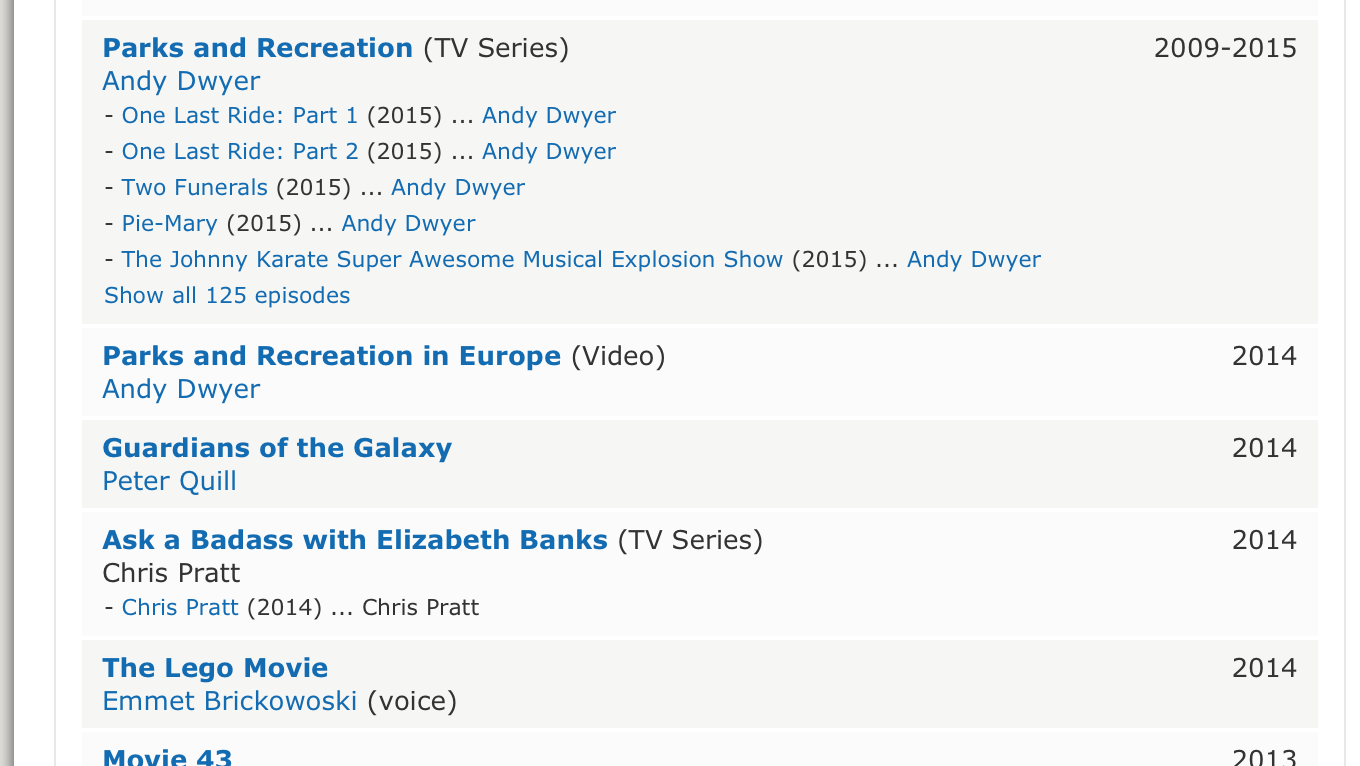 Parks and Recreation (TV Series) 2009-2015
Andy Dwyer
- One Last Ride: Part 1 (2015) ... Andy Dwyer
- One Last Ride: Part 2 (2015) ... Andy Dwyer
- Two Funerals (2015) ... Andy Dwyer
- Pie-Mary (2015) ... Andy Dwyer
- The Johnny Karate Super Awesome Musical Explosion Show (2015) ... Andy Dwyer
Show all 125 episodes
Parks and Recreation in Europe (Video) 2014
Andy Dwyer
Guardians of the Galaxy 2014
Peter Quill
Ask a Badass with Elizabeth Banks (TV Series) 2014
Chris Pratt
- Chris Pratt (2014) ... Chris Pratt
The Lego Movie 2014
Emmet Brickowoski (voice)
Movie 43 2013